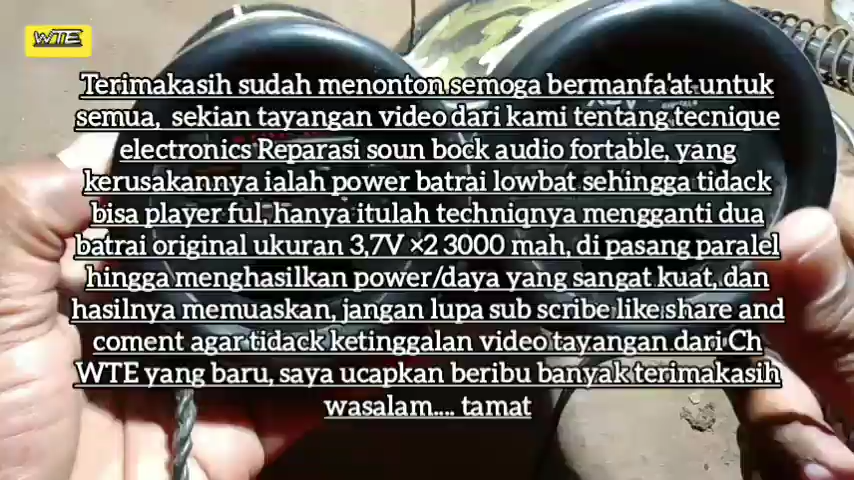 WTE
Terimakasih sudah menonton semoga bermanfa'at untuk
semua, sekian tayangan video dari kami tentang tecnique
electronics Reparasi soun bock audio fortable, yang
kerusakannya ialah power batrai lowbat sehingga tidack
bisa player ful, hanya itulah techniqnya mengganti dua
batrai original ukuran 3,7V ×2 3000 mah, di pasang paralel
hingga menghasilkan power/daya yang sangat kuat, dan
hasilnya memuaskan, jangan lupa sub scribe like share and
coment agar tidack ketinggalan video tayangan dari Ch
WTE yang baru, saya ucapkan beribu banyak terimakasih
wasalam.... tamat